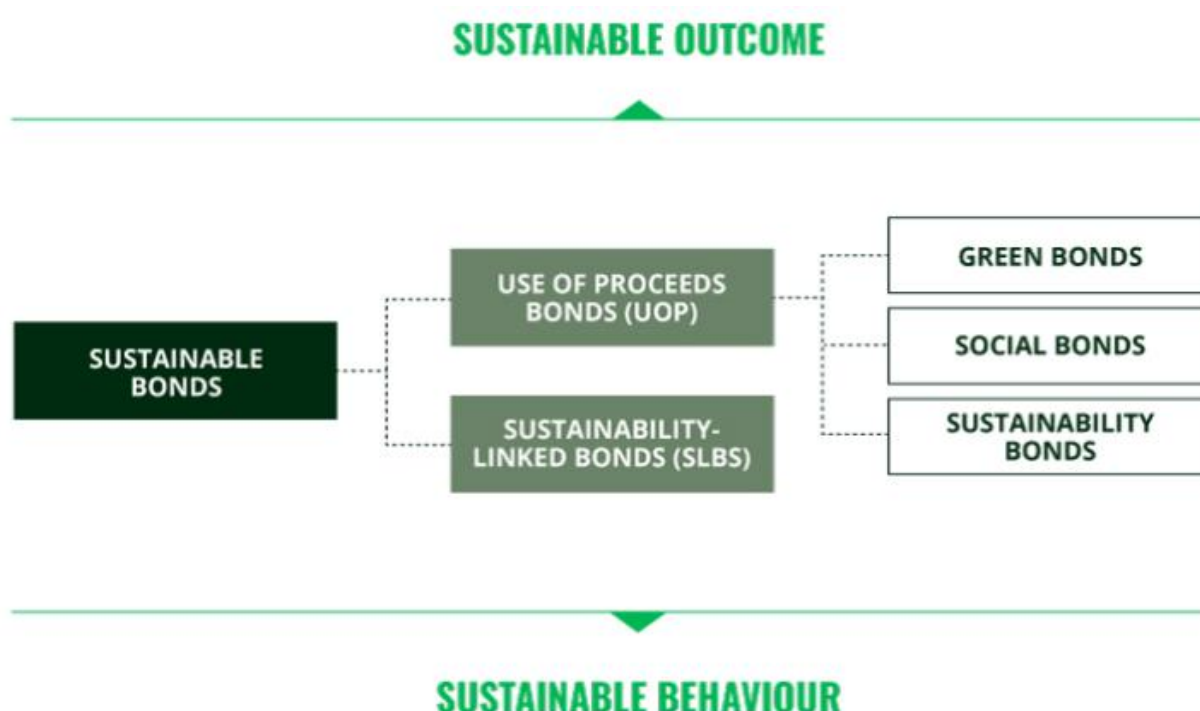 SUSTAINABLE OUTCOME
SUSTAINABLE
BONDS
USE OF PROCEEDS
BONDS (UOP)
SUSTAINABILITY-
LINKED BONDS (SLBS)
GREEN BONDS
SOCIAL BONDS
SUSTAINABILITY
BONDS
SUSTAINABLE BEHAVIOUR